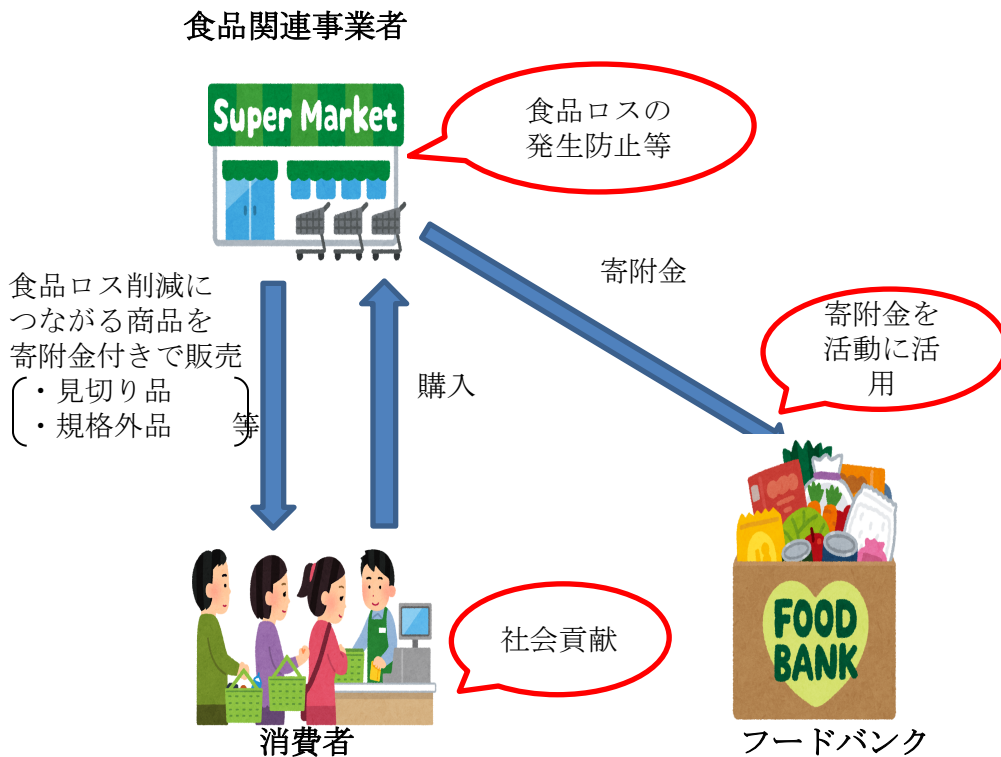 食品関連事業者
Super Market
食品ロスの
発生防止等
食品ロス削減に
つながる商品を
寄附金付きで販売
・見切り品
・規格外品 等
購入
寄附金
寄附金を
活動に活
用
社会貢献
FOOD
BANK
消費者
フードバンク